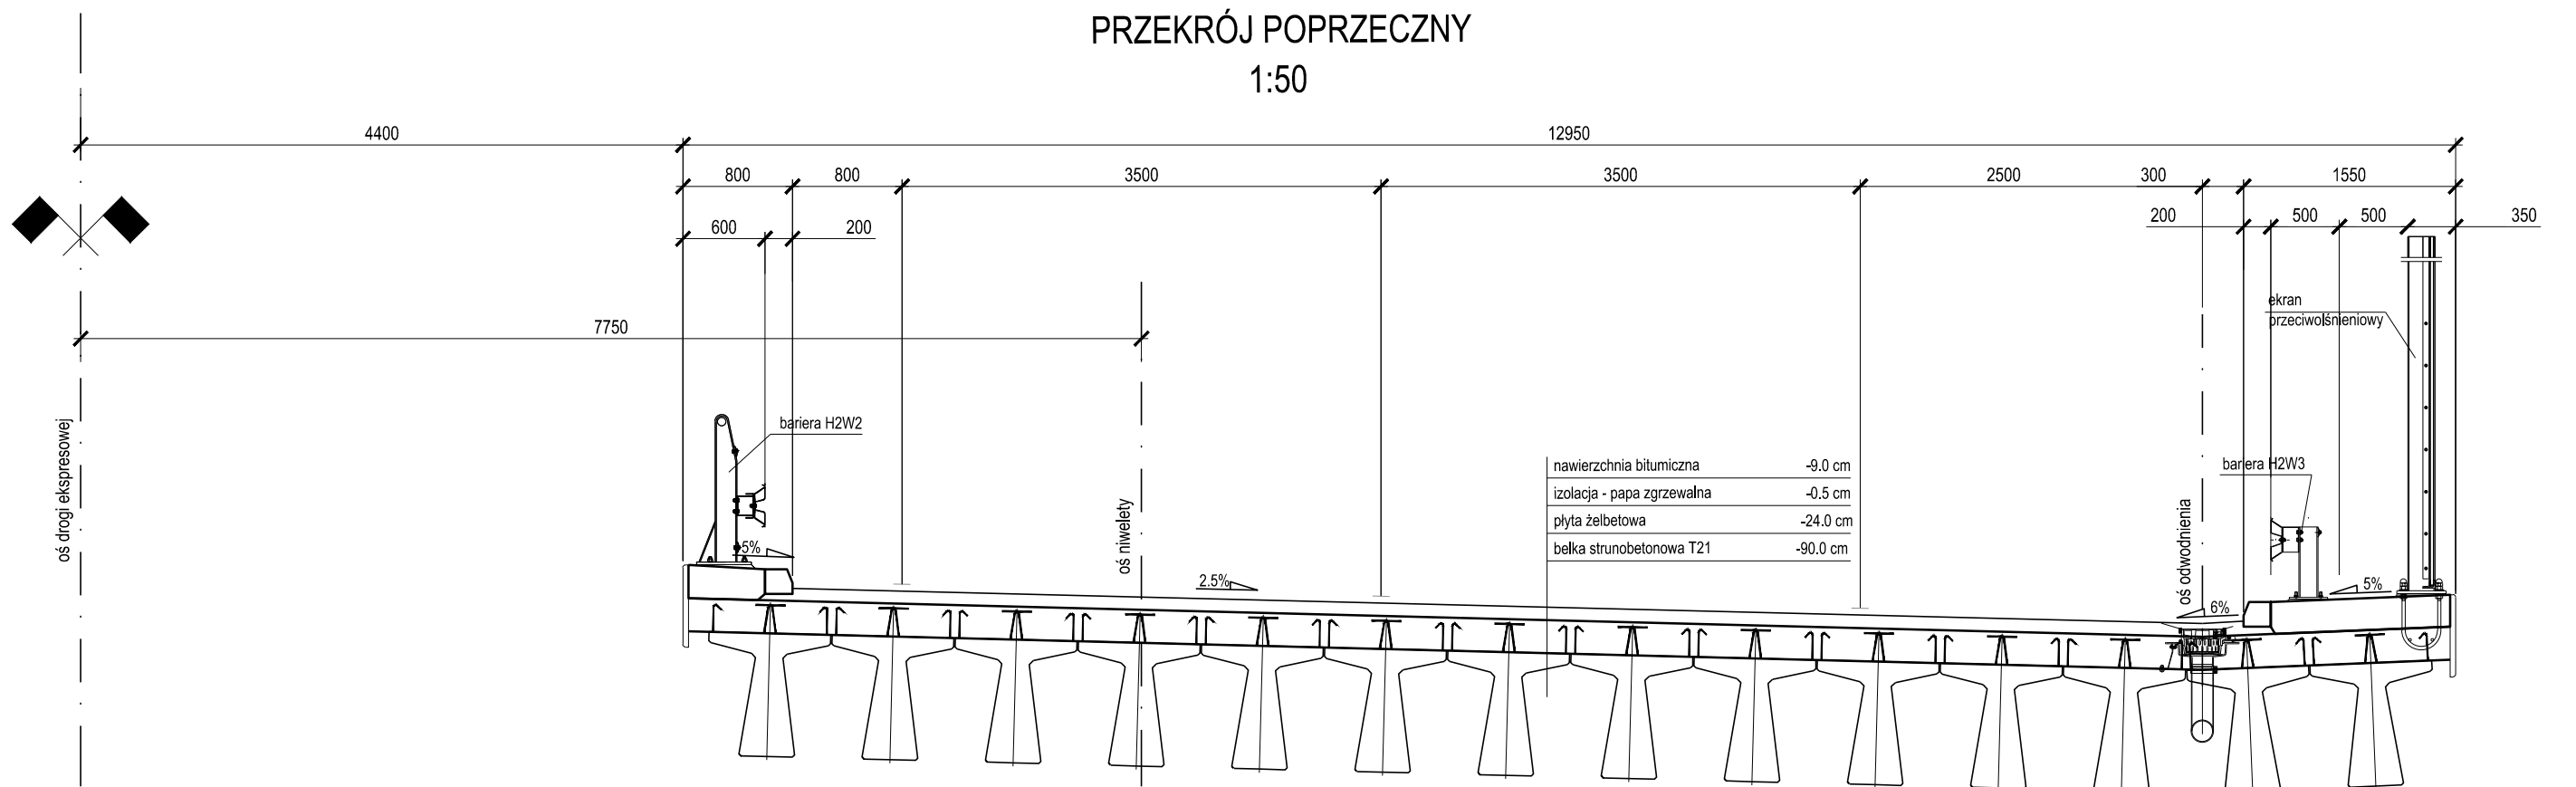 PRZEKRÓJ POPRZECZNY
1:50
4400
12950
800
800
3500
3500
2500
300
1550
600
200
200
500
500
350
7750
ekran
przeciwolśnieniowy
bariera H2W2
bariera H2W3
oś drogi ekspresowej
oś niwelety
oś odwodnienia
nawierzchnia bitumiczna -9.0 cm
izolacja - papa zgrzewalna -0.5 cm
płyta żelbetowa -24.0 cm
belka strunobetonowa T21 -90.0 cm
5%
2.5%
6%
5%